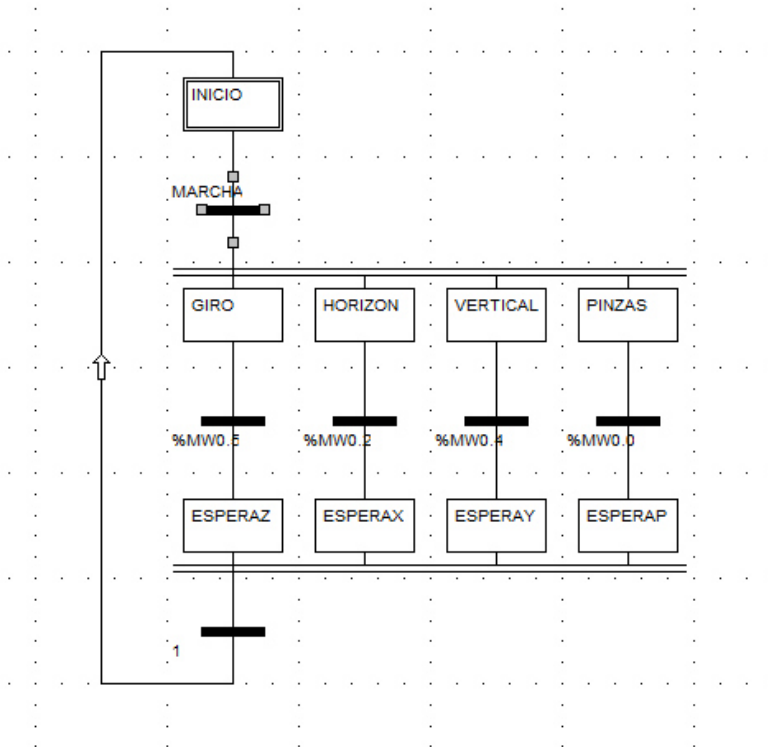 INICIO
MARCHA
GIRO HORIZON VERTICAL PINZAS
%MW0.5 %MW0.2 %MW0.4 %MW0.0
ESPERAZ ESPERAX ESPERAY ESPERAP
1